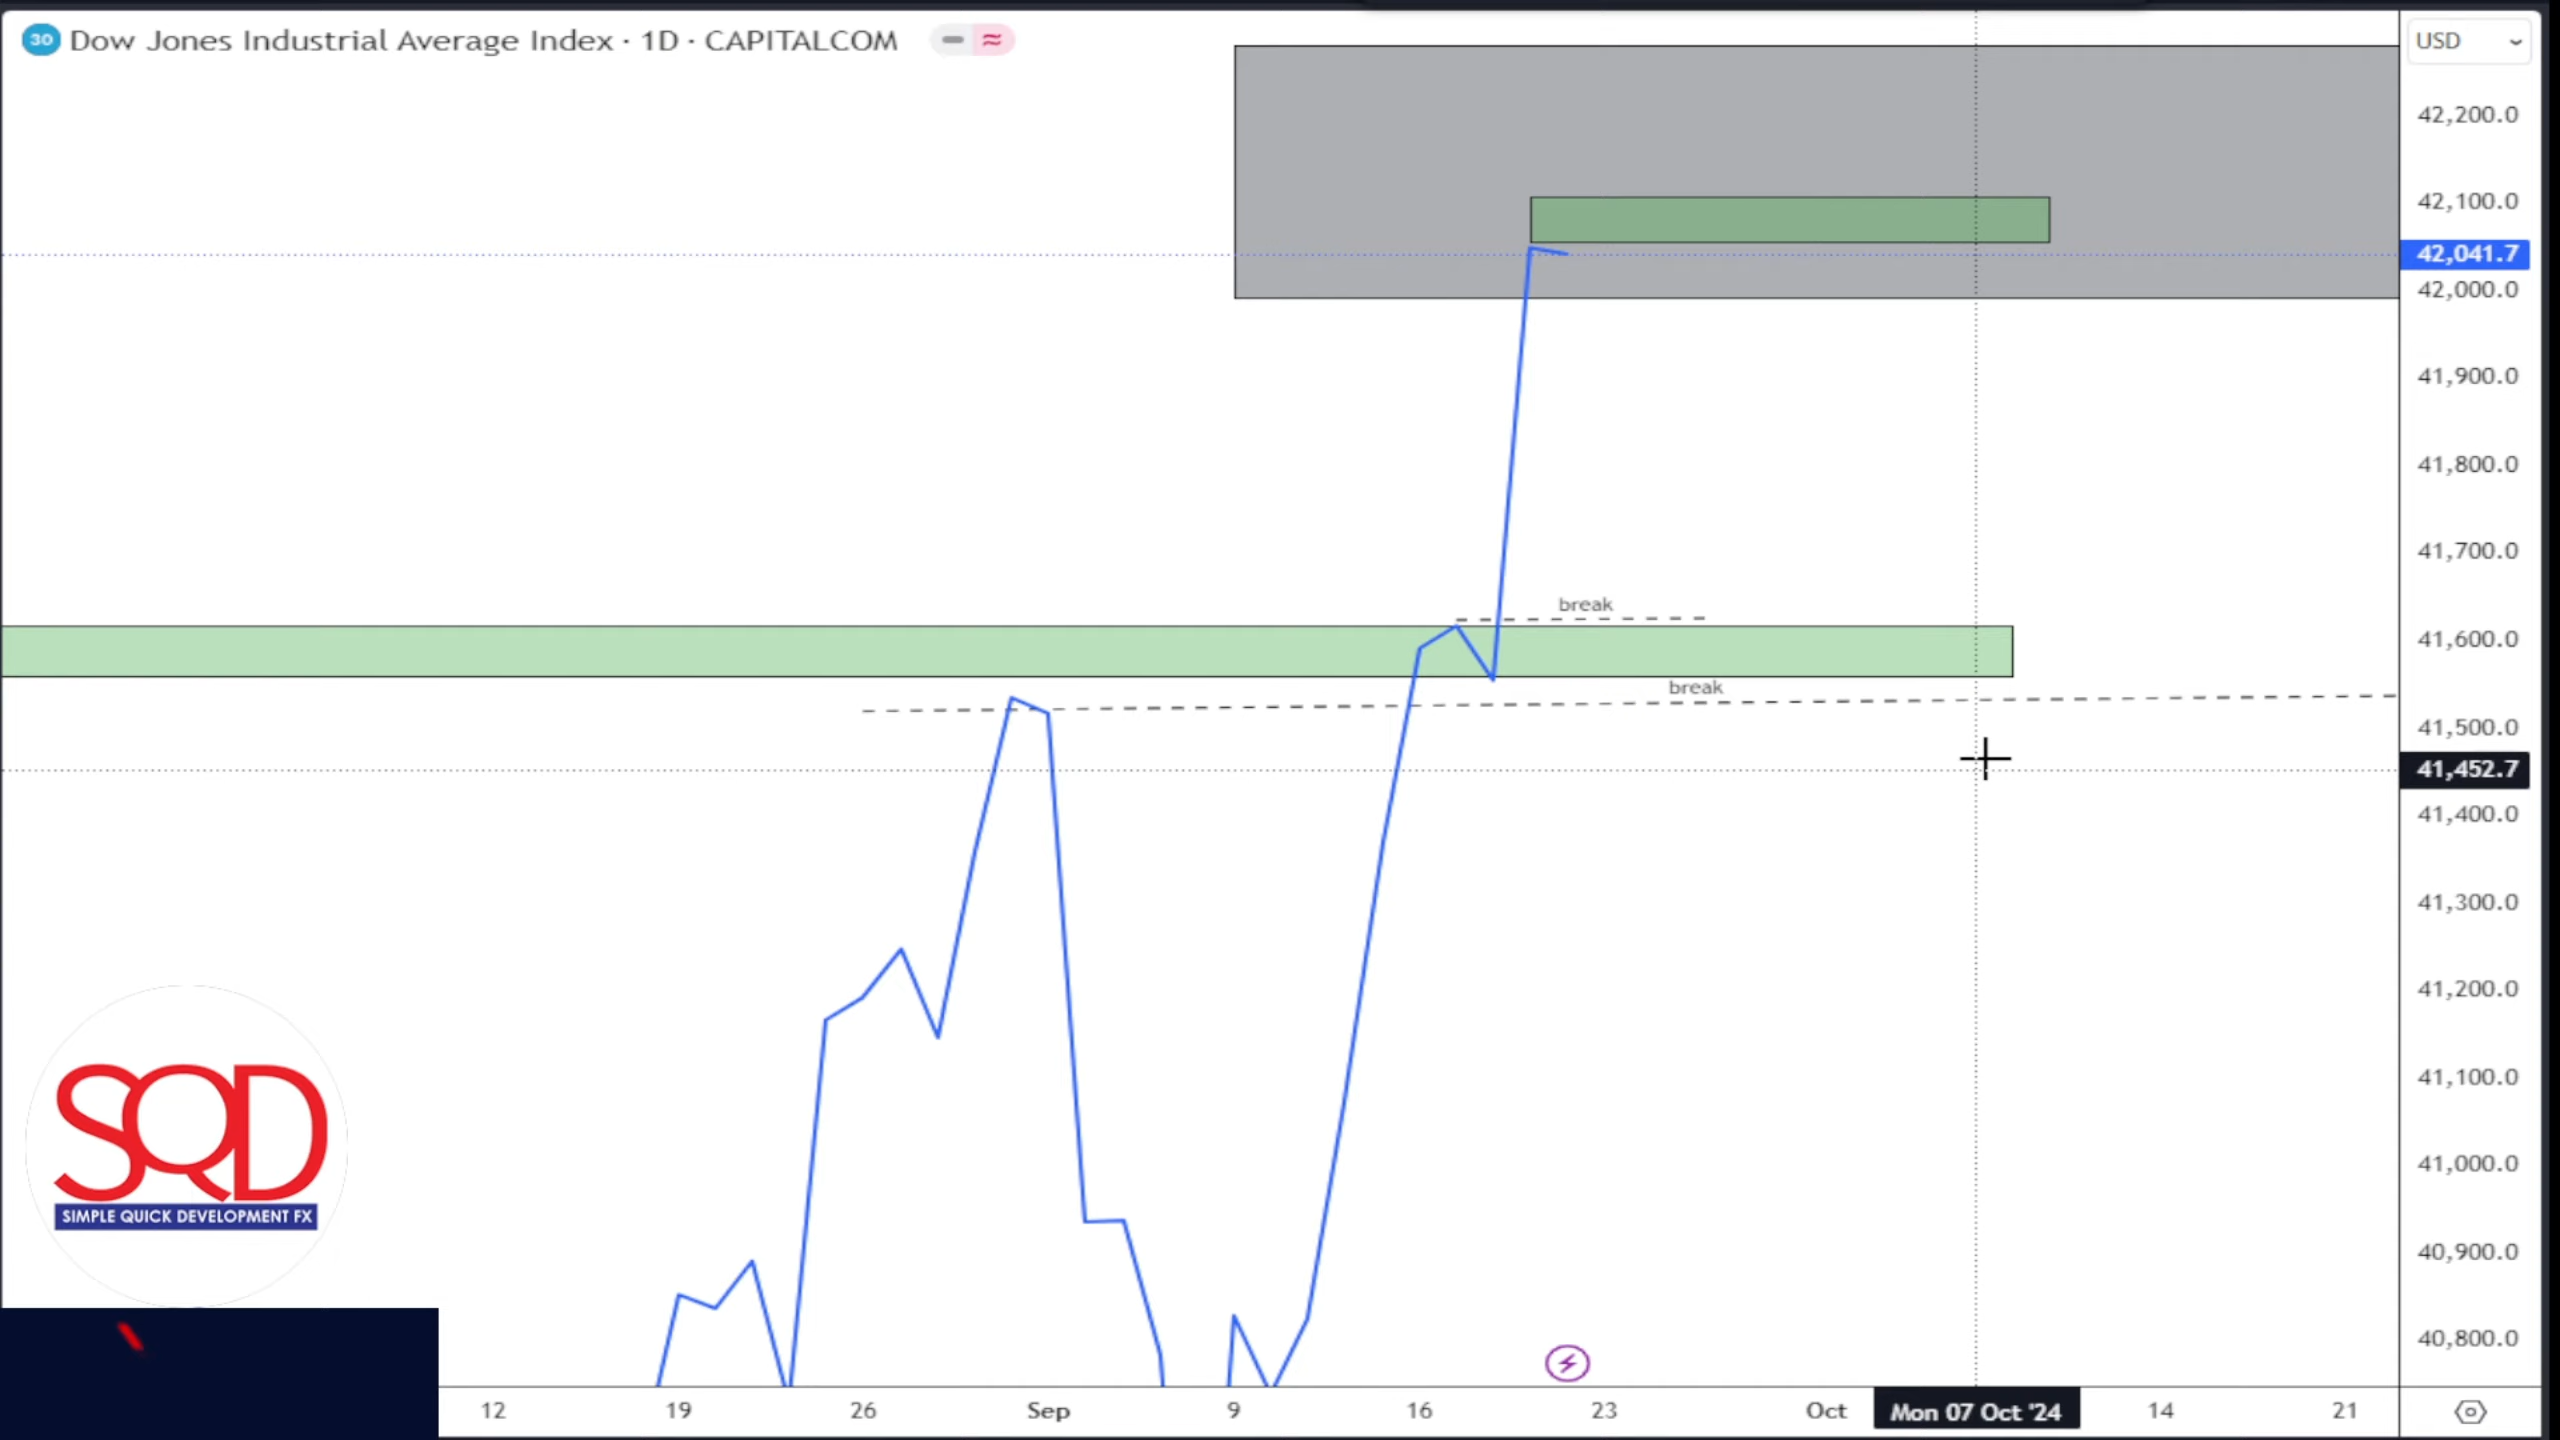 30 Dow Jones Industrial Average Index · 1D · CAPITALCOM
USD
42,200.0
42,100.0
42,041.7
42,000.0
41,900.0
41,800.0
41,700.0
break
41,600.0
break
41,500.0
41,452.7
41,400.0
41,300.0
41,200.0
41,100.0
41,000.0
40,900.0
40,800.0
SQD
SIMPLE QUICK DEVELOPMENT FX
12 19 26 Sep 9 16 23 Oct Mon 07 Oct '24 14 21